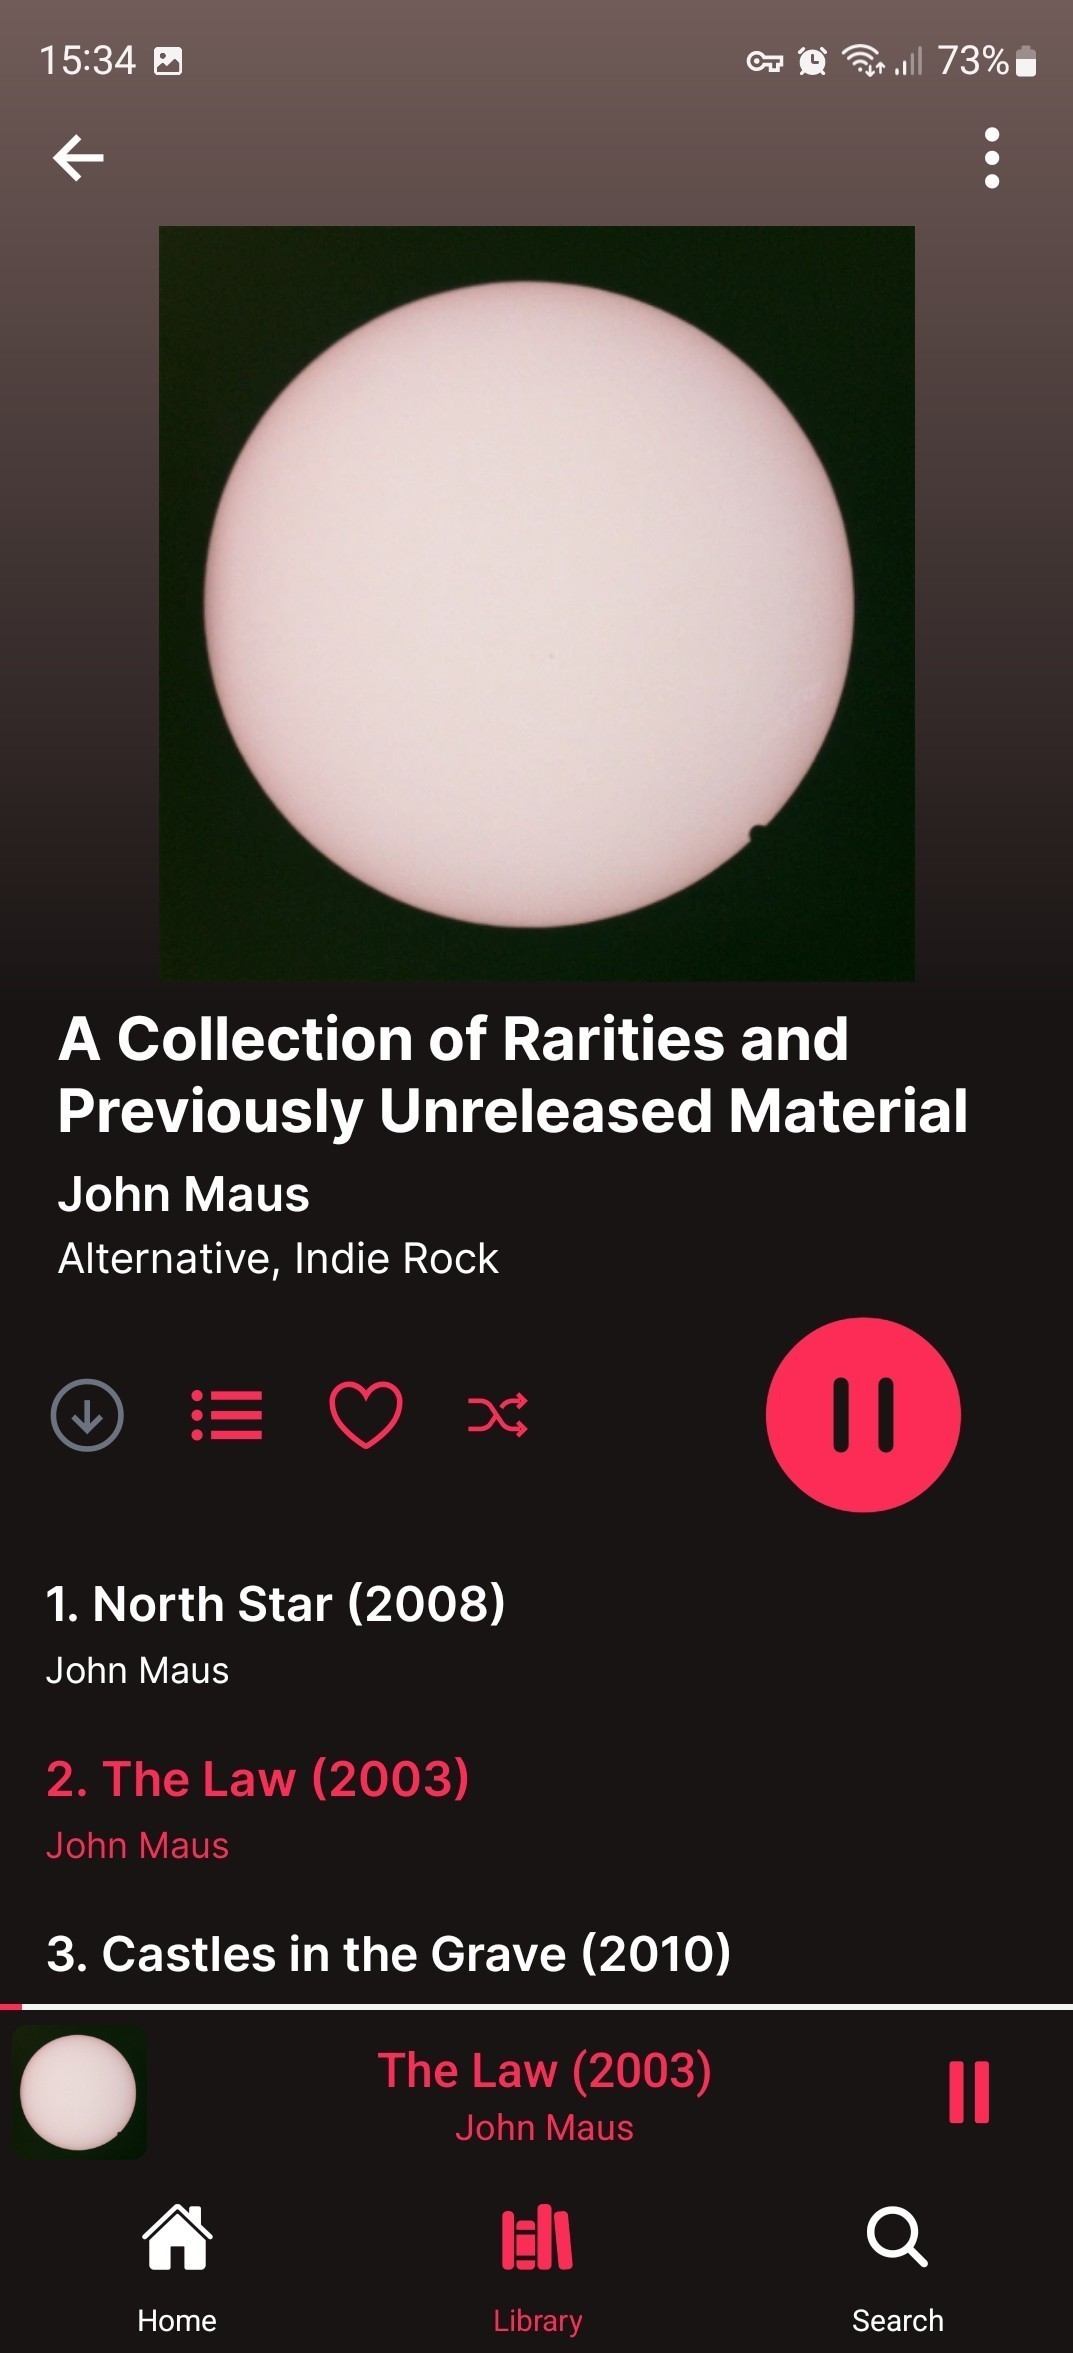 15:34
73%
A Collection of Rarities and
Previously Unreleased Material
John Maus
Alternative, Indie Rock
1. North Star (2008)
John Maus
2. The Law (2003)
John Maus
3. Castles in the Grave (2010)
The Law (2003)
John Maus
Home
Library
Search